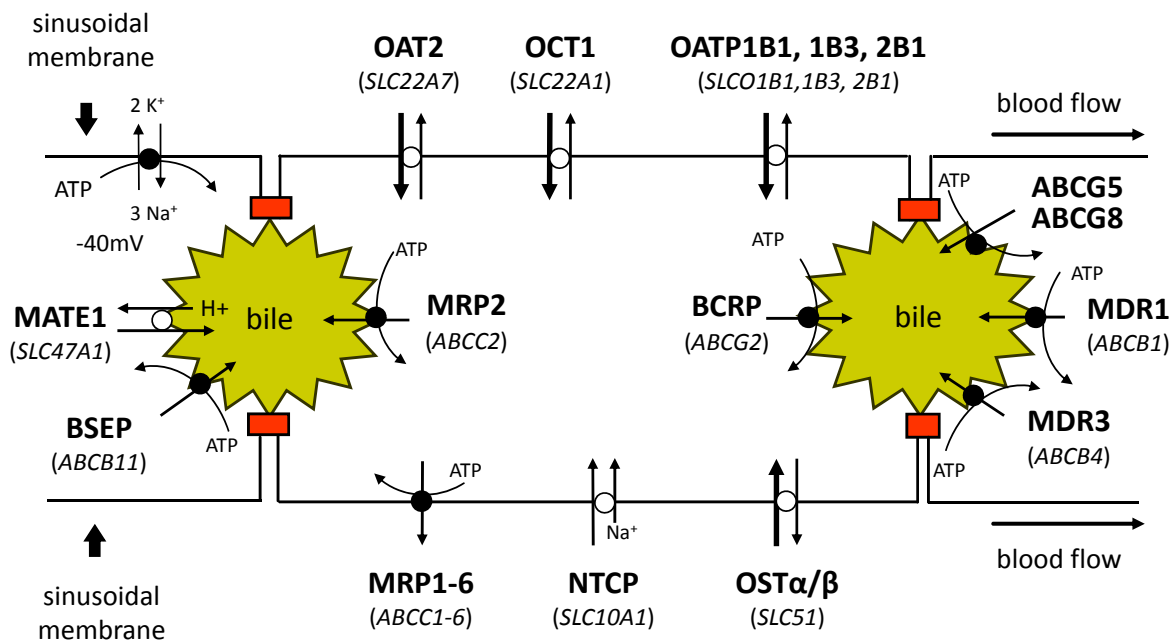 sinusoidal
membrane
OAT2
(SLC22A7)
OCT1
(SLC22A1)
OATP1B1, 1B3, 2B1
(SLCO1B1,1B3, 2B1)
blood flow
2 K⁺
ATP
3 Na⁺
-40mV
ATP
ABCG5
ABCG8
ATP
ATP
ATP
MATE1
(SLC47A1)
H+
bile
MRP2
(ABCC2)
BCRP
(ABCG2)
bile
MDR1
(ABCB1)
BSEP
(ABCB11)
ATP
MDR3
(ABCB4)
ATP
ATP
Na⁺
MRP1-6
(ABCC1-6)
NTCP
(SLC10A1)
OSTα/β
(SLC51)
blood flow
sinusoidal
membrane